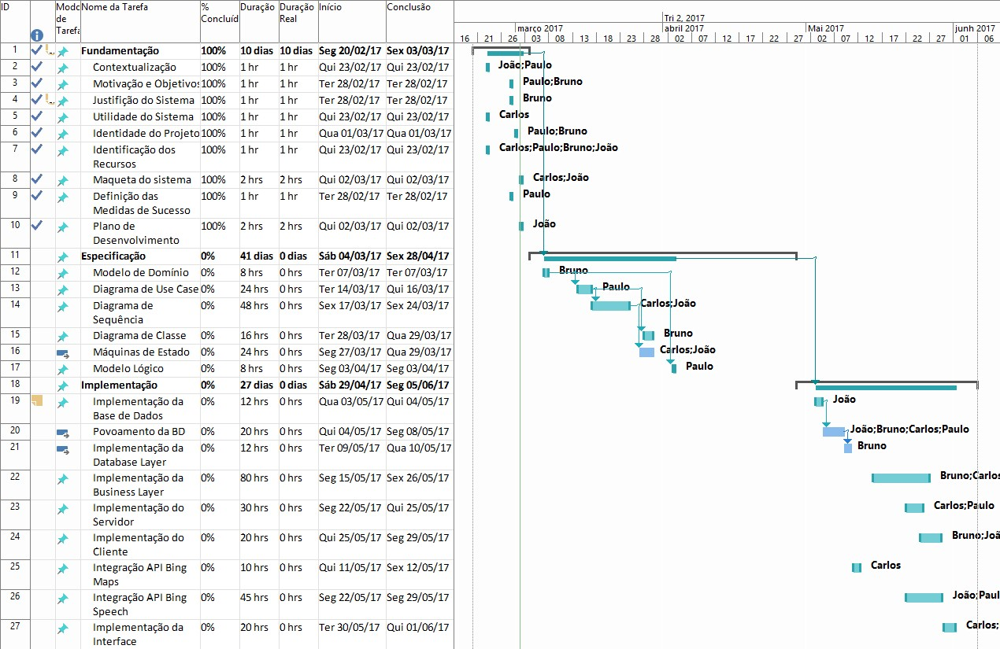 ID Modo de Tarefa Nome da Tarefa % Concluíd Duração Duração Real Início Conclusão
Tri 2, 2017
março 2017 abril 2017 Mai 2017 junh 2017
16 21 26 03 08 13 18 23 28 02 07 12 17 22 27 02 07 12 17 22 27 01 06
1 Fundamentação 100% 10 dias 10 dias Seg 20/02/17 Sex 03/03/17
2 Contextualização 100% 1 hr 1 hr Qui 23/02/17 Qui 23/02/17 João;Paulo
3 Motivação e Objetivos 100% 1 hr 1 hr Ter 28/02/17 Ter 28/02/17 Paulo;Bruno
4 Justifição do Sistema 100% 1 hr 1 hr Ter 28/02/17 Ter 28/02/17 Bruno
5 Utilidade do Sistema 100% 1 hr 1 hr Qui 23/02/17 Qui 23/02/17 Carlos
6 Identidade do Projeto 100% 1 hr 1 hr Qua 01/03/17 Qua 01/03/17 Paulo;Bruno
7 Identificação dos 100% 1 hr 1 hr Qui 23/02/17 Qui 23/02/17 Carlos;Paulo;Bruno;João
Recursos
8 Maqueta do sistema 100% 2 hrs 2 hrs Qui 02/03/17 Qui 02/03/17 Carlos;João
9 Definição das 100% 1 hr 1 hr Ter 28/02/17 Ter 28/02/17 Paulo
Medidas de Sucesso
10 Plano de 100% 2 hrs 2 hrs Qui 02/03/17 Qui 02/03/17 João
Desenvolvimento
11 Especificação 0% 41 dias 0 dias Sáb 04/03/17 Sex 28/04/17
12 Modelo de Domínio 0% 8 hrs 0 hrs Ter 07/03/17 Ter 07/03/17 Bruno
13 Diagrama de Use Case 0% 24 hrs 0 hrs Ter 14/03/17 Qui 16/03/17 Paulo
14 Diagrama de 0% 48 hrs 0 hrs Sex 17/03/17 Sex 24/03/17 Carlos;João
Sequência
15 Diagrama de Classe 0% 16 hrs 0 hrs Ter 28/03/17 Qua 29/03/17 Bruno
16 Máquinas de Estado 0% 24 hrs 0 hrs Seg 27/03/17 Qua 29/03/17 Carlos;João
17 Modelo Lógico 0% 8 hrs 0 hrs Seg 03/04/17 Seg 03/04/17 Paulo
18 Implementação 0% 27 dias 0 dias Sáb 29/04/17 Seg 05/06/17
19 Implementação da 0% 12 hrs 0 hrs Qua 03/05/17 Qui 04/05/17 João
Base de Dados
20 Povoamento da BD 0% 20 hrs 0 hrs Qui 04/05/17 Seg 08/05/17 João;Bruno;Carlos;Paulo
21 Implementação da 0% 12 hrs 0 hrs Ter 09/05/17 Qua 10/05/17 Bruno
Database Layer
22 Implementação da 0% 80 hrs 0 hrs Seg 15/05/17 Sex 26/05/17 Bruno;Carlos
Business Layer
23 Implementação do 0% 30 hrs 0 hrs Seg 22/05/17 Qui 25/05/17 Carlos;Paulo
Servidor
24 Implementação do 0% 20 hrs 0 hrs Qui 25/05/17 Seg 29/05/17 Bruno;Joã
Cliente
25 Integração API Bing 0% 10 hrs 0 hrs Qui 11/05/17 Sex 12/05/17 Carlos
Maps
26 Integração API Bing 0% 45 hrs 0 hrs Seg 22/05/17 Seg 29/05/17 João;Paul
Speech
27 Implementação da 0% 20 hrs 0 hrs Ter 30/05/17 Qui 01/06/17 Carlos;
Interface